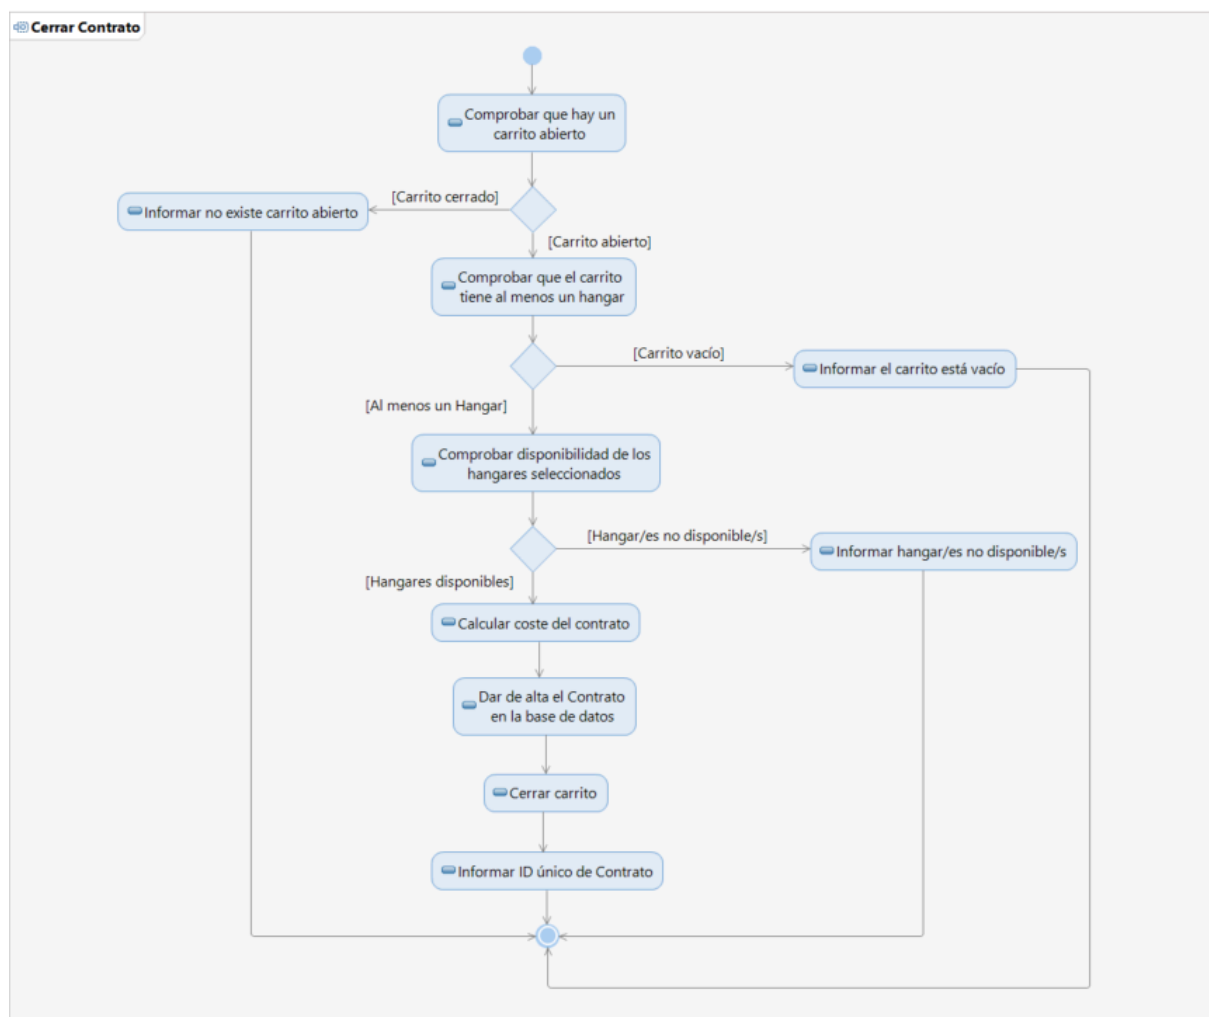 Cerrar Contrato
Comprobar que hay un
carrito abierto
[Carrito cerrado]
Informar no existe carrito abierto
[Carrito abierto]
Comprobar que el carrito
tiene al menos un hangar
[Carrito vacío]
Informar el carrito está vacío
[Al menos un Hangar]
Comprobar disponibilidad de los
hangares seleccionados
[Hangar/es no disponible/s]
Informar hangar/es no disponible/s
[Hangares disponibles]
Calcular coste del contrato
Dar de alta el Contrato
en la base de datos
Cerrar carrito
Informar ID único de Contrato